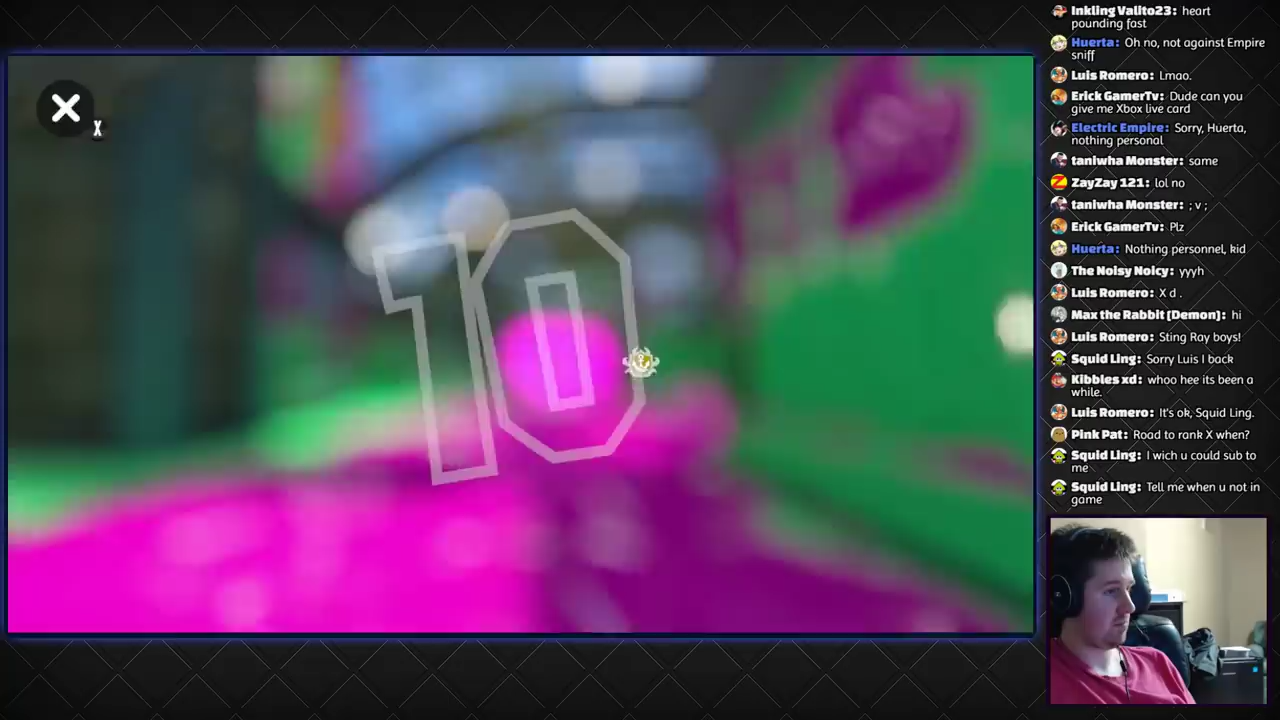 X
10
Inkling Valito23: heart
pounding fast
Huerta: Oh no, not against Empire
sniff
Luis Romero: Lmao.
Erick GamerTv: Dude can you
give me Xbox live card
Electric Empire: Sorry, Huerta,
nothing personal
taniwha Monster: same
ZayZay 121: lol no
taniwha Monster: ; v ;
Erick GamerTv: Plz
Huerta: Nothing personnel, kid
The Noisy Noicy: yyyh
Luis Romero: X d .
Max the Rabbit [Demon]: hi
Luis Romero: Sting Ray boys!
Squid Ling: Sorry Luis I back
Kibbles xd: whoo hee its been a
while.
Luis Romero: It's ok, Squid Ling.
Pink Pat: Road to rank X when?
Squid Ling: I wich u could sub to
me
Squid Ling: Tell me when u not in
game